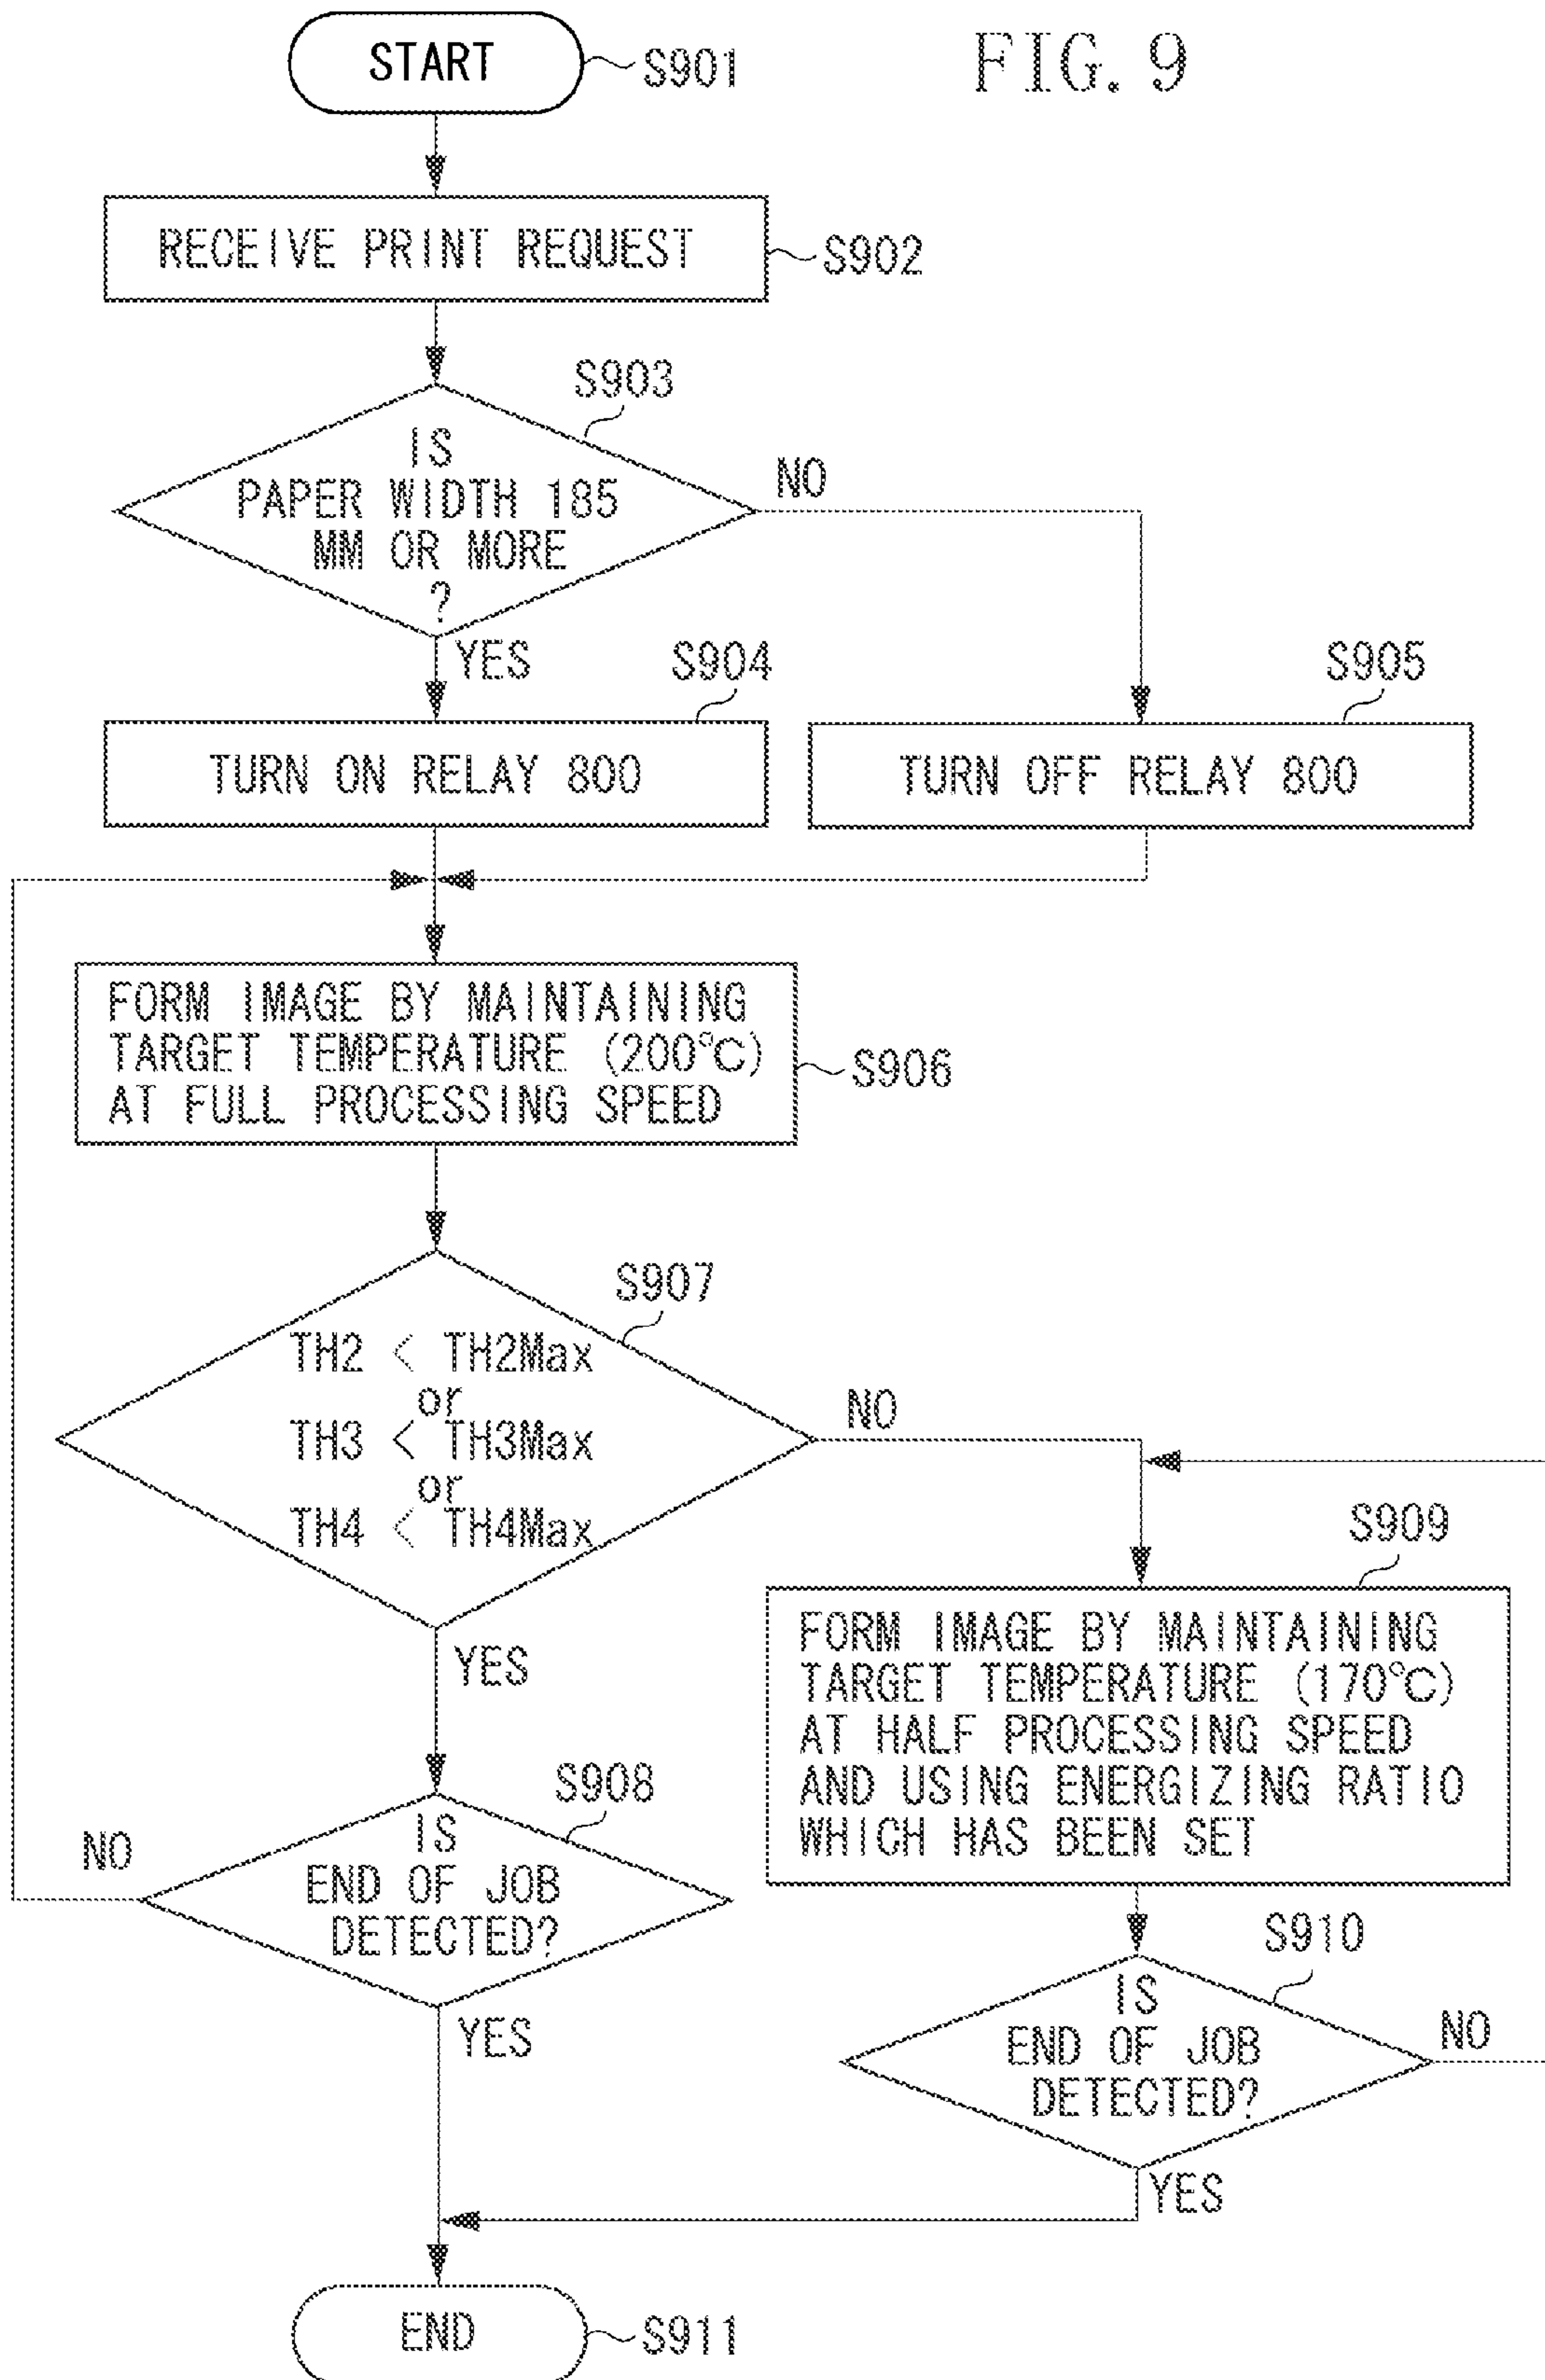 FIG. 9
START
S901
RECEIVE PRINT REQUEST
S902
S903
IS
PAPER WIDTH 185
MM OR MORE
?
NO
YES
S904
TURN ON RELAY 800
S905
TURN OFF RELAY 800
FORM IMAGE BY MAINTAINING
TARGET TEMPERATURE (200°C)
AT FULL PROCESSING SPEED
S906
S907
TH2 < TH2Max
or
TH3 < TH3Max
or
TH4 < TH4Max
NO
YES
S908
IS
END OF JOB
DETECTED?
NO
YES
S909
FORM IMAGE BY MAINTAINING
TARGET TEMPERATURE (170°C)
AT HALF PROCESSING SPEED
AND USING ENERGIZING RATIO
WHICH HAS BEEN SET
S910
IS
END OF JOB
DETECTED?
NO
YES
END
S911